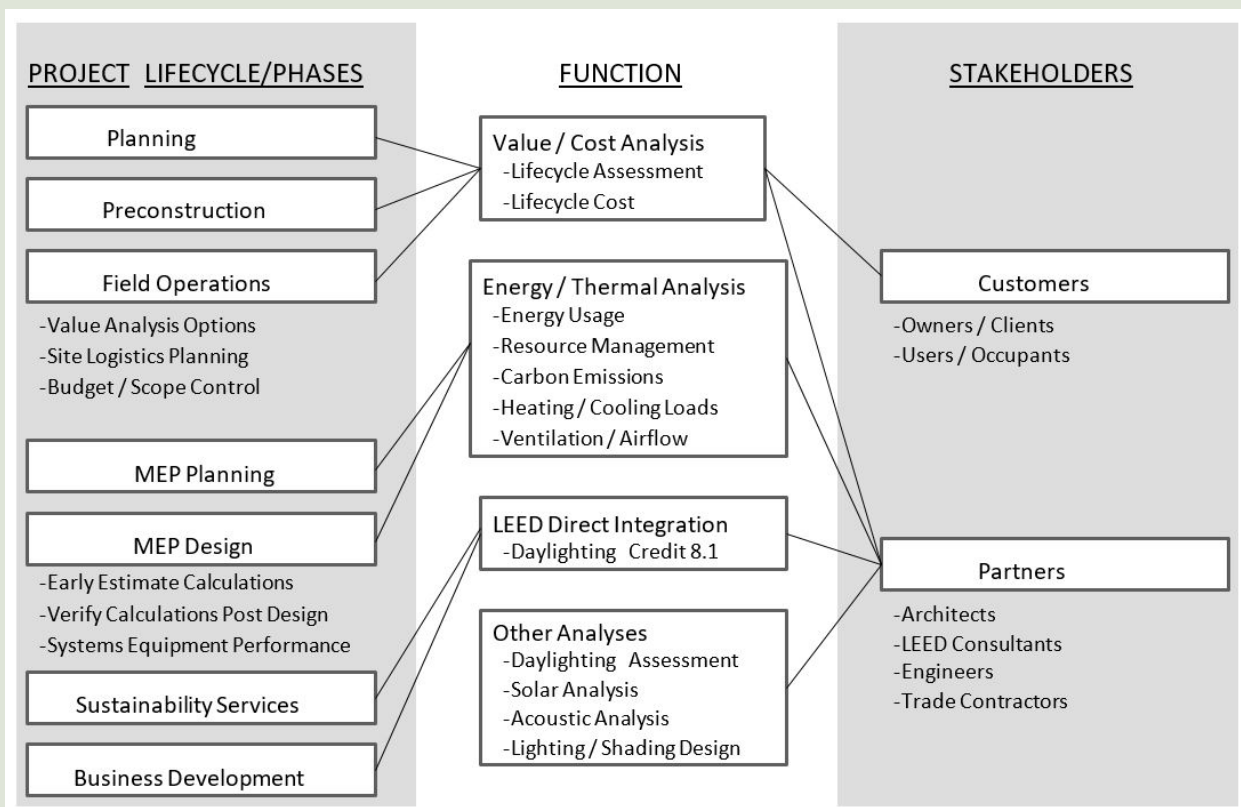 PROJECT LIFECYCLE/PHASES
Planning
Preconstruction
Field Operations
-Value Analysis Options
-Site Logistics Planning
-Budget / Scope Control
MEP Planning
MEP Design
-Early Estimate Calculations
-Verify Calculations Post Design
-Systems Equipment Performance
Sustainability Services
Business Development
FUNCTION
Value / Cost Analysis
-Lifecycle Assessment
-Lifecycle Cost
Energy / Thermal Analysis
-Energy Usage
-Resource Management
-Carbon Emissions
-Heating / Cooling Loads
-Ventilation / Airflow
LEED Direct Integration
-Daylighting Credit 8.1
Other Analyses
-Daylighting Assessment
-Solar Analysis
-Acoustic Analysis
-Lighting / Shading Design
STAKEHOLDERS
Customers
-Owners / Clients
-Users / Occupants
Partners
-Architects
-LEED Consultants
-Engineers
-Trade Contractors